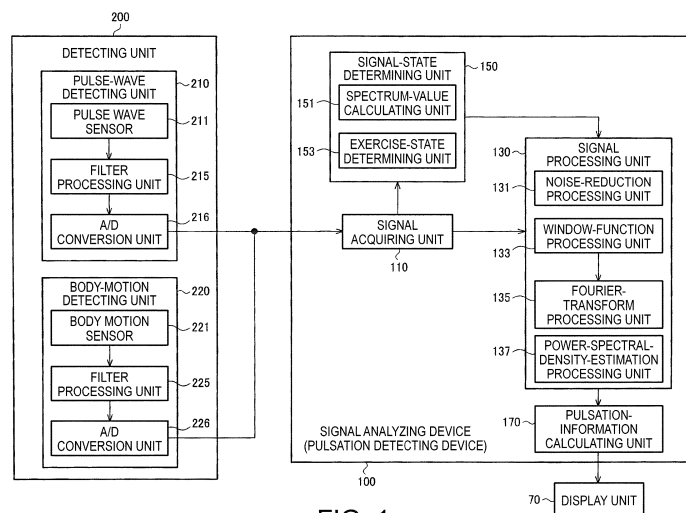 200
DETECTING UNIT
PULSE-WAVE
DETECTING UNIT
210
PULSE WAVE
SENSOR
211
FILTER
PROCESSING UNIT
215
A/D
CONVERSION UNIT
216
BODY-MOTION
DETECTING UNIT
220
BODY MOTION
SENSOR
221
FILTER
PROCESSING UNIT
225
A/D
CONVERSION UNIT
226
SIGNAL-STATE
DETERMINING UNIT
150
151
SPECTRUM-VALUE
CALCULATING UNIT
153
EXERCISE-STATE
DETERMINING UNIT
SIGNAL
ACQUIRING UNIT
110
130
SIGNAL
PROCESSING UNIT
131
NOISE-REDUCTION
PROCESSING UNIT
133
WINDOW-FUNCTION
PROCESSING UNIT
135
FOURIER-
TRANSFORM
PROCESSING UNIT
137
POWER-SPECTRAL-
DENSITY-ESTIMATION
PROCESSING UNIT
170
PULSATION-
INFORMATION
CALCULATING UNIT
SIGNAL ANALYZING DEVICE
(PULSATION DETECTING DEVICE)
100
70
DISPLAY UNIT